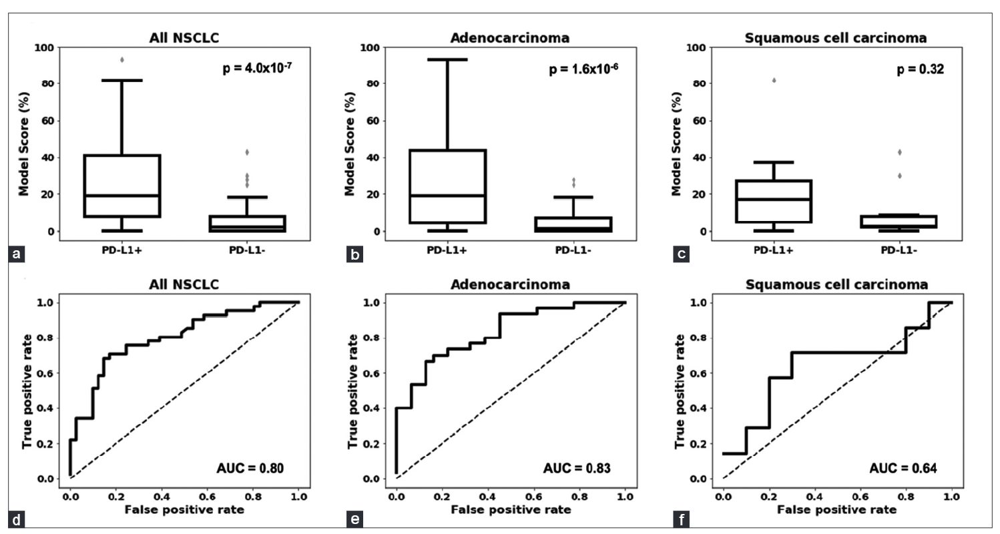 All NSCLC
100
80
60
40
20
0
Model Score (%)
p = 4.0x10-7
PD-L1+ PD-L1-
a
Adenocarcinoma
100
80
60
40
20
0
Model Score (%)
p = 1.6x10-6
PD-L1+ PD-L1-
b
Squamous cell carcinoma
100
80
60
40
20
0
Model Score (%)
p = 0.32
PD-L1+ PD-L1-
c
All NSCLC
1.0
0.8
0.6
0.4
0.2
0.0
True positive rate
AUC = 0.80
0.0 0.2 0.4 0.6 0.8 1.0
False positive rate
d
Adenocarcinoma
1.0
0.8
0.6
0.4
0.2
0.0
True positive rate
AUC = 0.83
0.0 0.2 0.4 0.6 0.8 1.0
False positive rate
e
Squamous cell carcinoma
1.0
0.8
0.6
0.4
0.2
0.0
True positive rate
AUC = 0.64
0.0 0.2 0.4 0.6 0.8 1.0
False positive rate
f